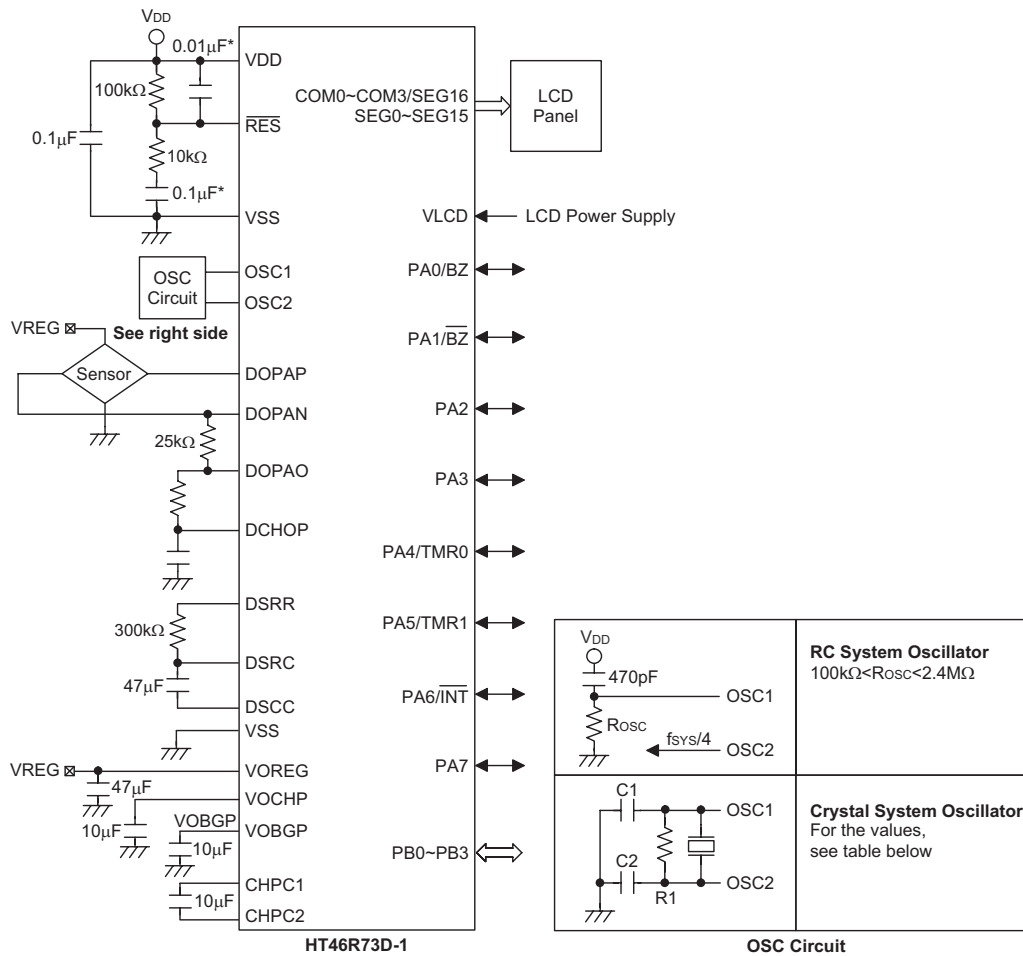 VDD
0.01µF*
VDD
100kΩ
RES
0.1µF
10kΩ
0.1µF*
VSS
OSC Circuit
OSC1
OSC2
See right side
VREG
Sensor
DOPAP
DOPAN
25kΩ
DOPAO
DCHOP
DSRR
300kΩ
DSRC
47µF
DSCC
VSS
VREG
VOREG
47µF
VOCHP
10µF
VOBGP
VOBGP
10µF
CHPC1
10µF
CHPC2
COM0~COM3/SEG16
SEG0~SEG15
LCD
Panel
VLCD
LCD Power Supply
PA0/BZ
PA1/BZ
PA2
PA3
PA4/TMR0
PA5/TMR1
PA6/INT
PA7
PB0~PB3
HT46R73D-1
VDD
470pF
OSC1
ROSC
fSYS/4
OSC2
RC System Oscillator
100kΩ<ROSC<2.4MΩ
C1
OSC1
C2
R1
OSC2
Crystal System Oscillator
For the values,
see table below
OSC Circuit